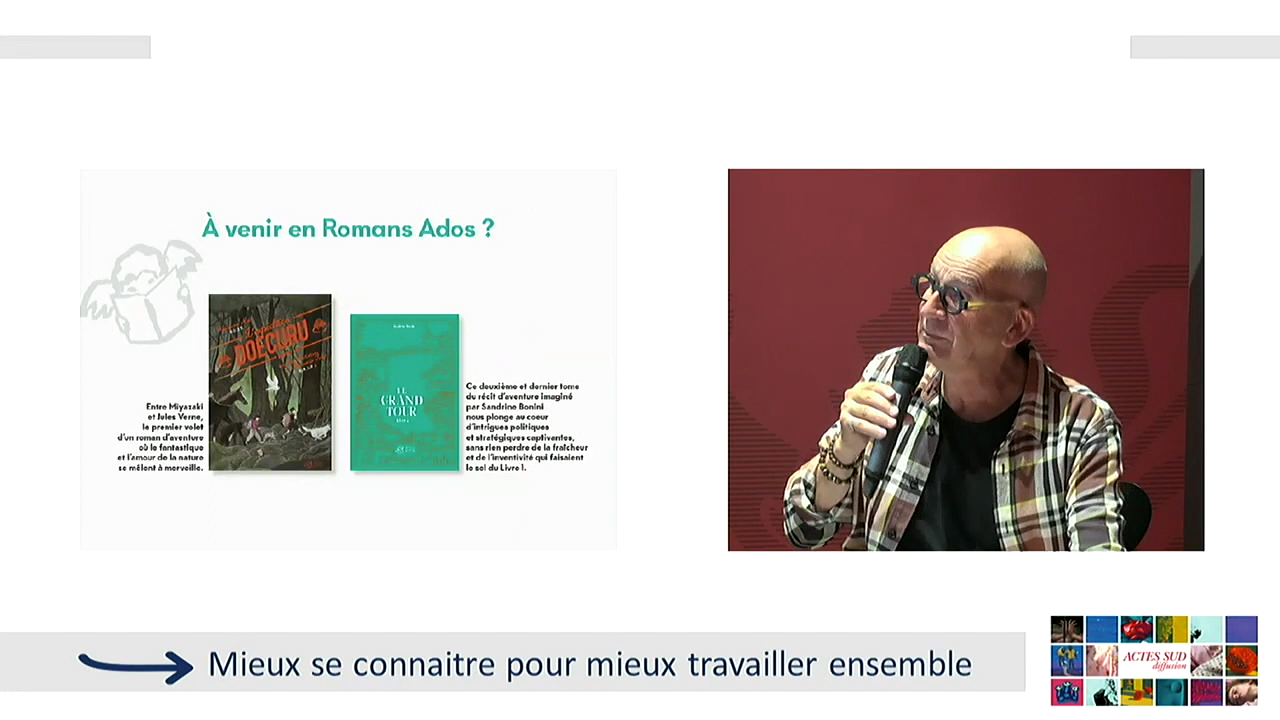 À venir en Romans Ados ?
DOEGURU
Entre Miyazaki
et Jules Verne,
le premier volet
d'un roman d'aventure
où le fantastique
et l'amour de la nature
se mêlent à merveille.
LE
GRAND
TOUR
Ce deuxième et dernier tome
du récit d'aventure imaginé
par Sandrine Bonini
nous plonge au coeur
d'intrigues politiques
et stratégiques captivantes,
sans rien perdre de la fraîcheur
et de l'inventivité qui faisaient
le sel du Livre I.
Mieux se connaitre pour mieux travailler ensemble
ACTES SUD
diffusion